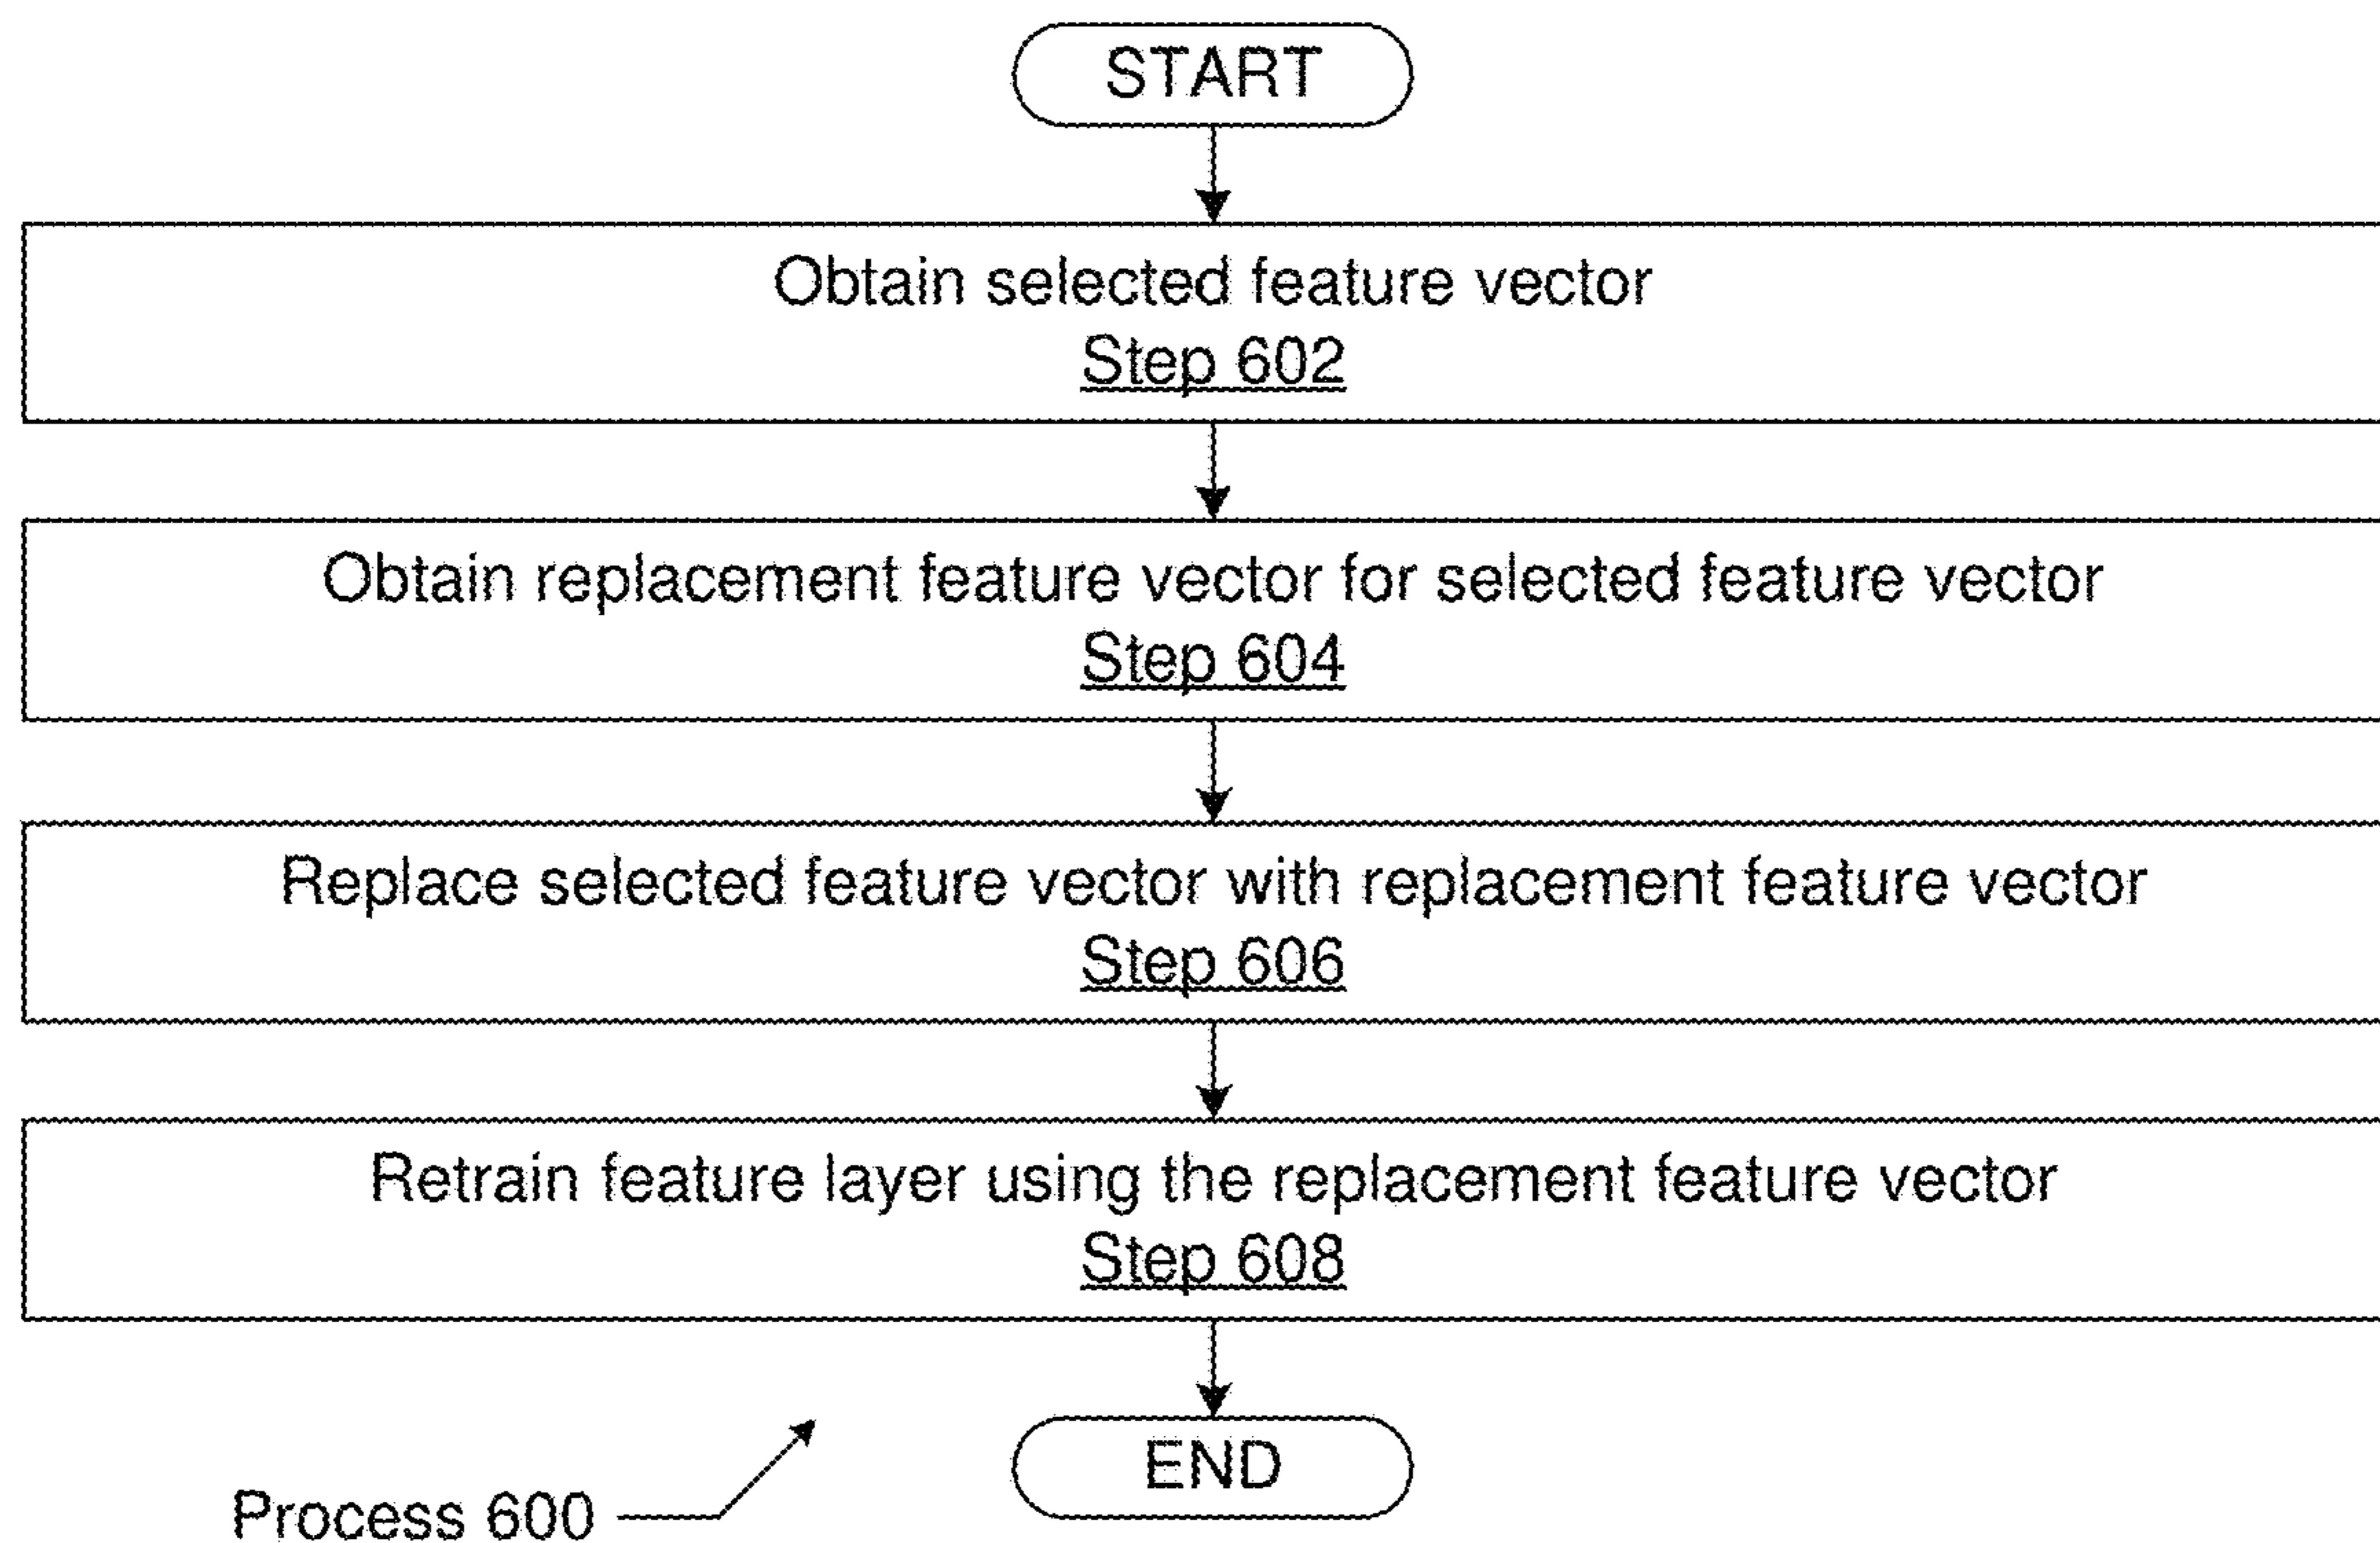 START
Obtain selected feature vector
Step 602
Obtain replacement feature vector for selected feature vector
Step 604
Replace selected feature vector with replacement feature vector
Step 606
Retrain feature layer using the replacement feature vector
Step 608
END
Process 600